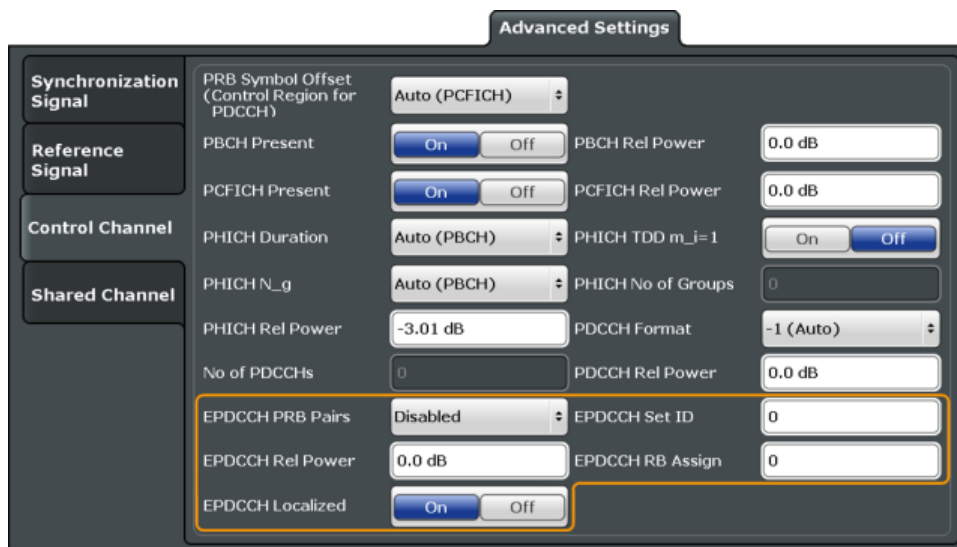 Advanced Settings
Synchronization
Signal
Reference
Signal
Control Channel
Shared Channel
PRB Symbol Offset
(Control Region for
PDCCH)
Auto (PCFICH)
PBCH Present
On Off
PBCH Rel Power
0.0 dB
PCFICH Present
On Off
PCFICH Rel Power
0.0 dB
PHICH Duration
Auto (PBCH)
PHICH TDD m_i=1
On Off
PHICH N_g
Auto (PBCH)
PHICH No of Groups
0
PHICH Rel Power
-3.01 dB
PDCCH Format
-1 (Auto)
No of PDCCHs
0
PDCCH Rel Power
0.0 dB
EPDCCH PRB Pairs
Disabled
EPDCCH Set ID
0
EPDCCH Rel Power
0.0 dB
EPDCCH RB Assign
0
EPDCCH Localized
On Off